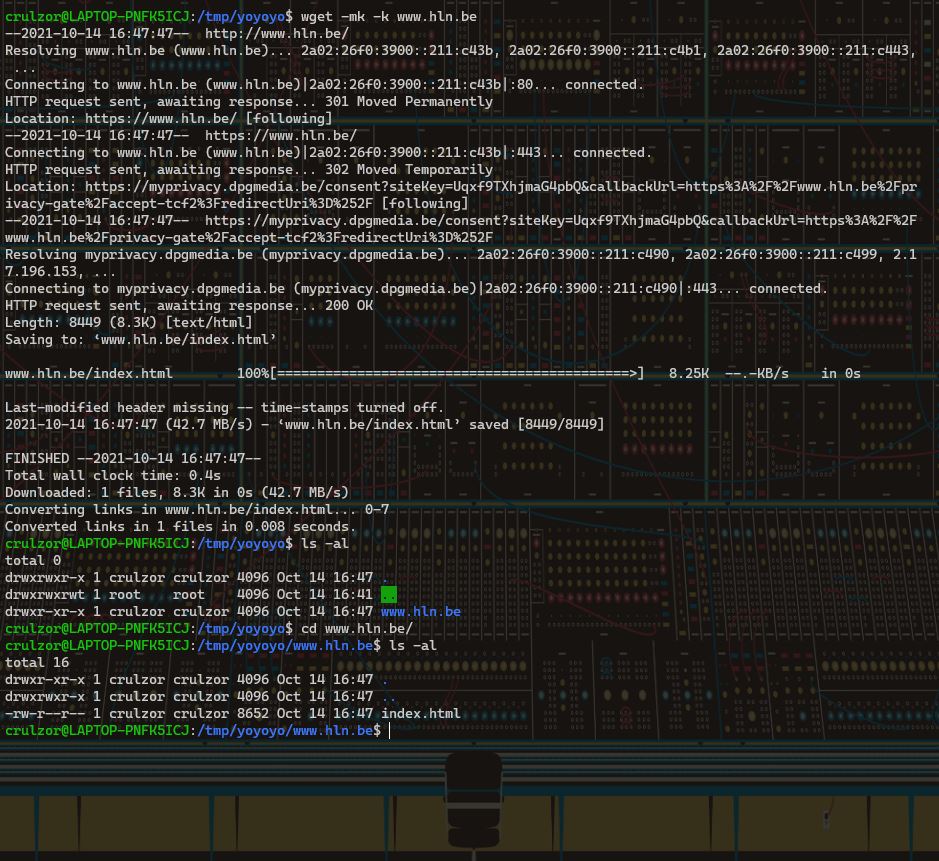 crulzor@LAPTOP-PNFK5ICJ:/tmp/yoyoyo$ wget -mk -k www.hln.be
--2021-10-14 16:47:47--  http://www.hln.be/
Resolving www.hln.be (www.hln.be)... 2a02:26f0:3900::211:c43b, 2a02:26f0:3900::211:c4b1, 2a02:26f0:3900::211:c443,
 ...
Connecting to www.hln.be (www.hln.be)|2a02:26f0:3900::211:c43b|:80... connected.
HTTP request sent, awaiting response... 301 Moved Permanently
Location: https://www.hln.be/ [following]
--2021-10-14 16:47:47--  https://www.hln.be/
Connecting to www.hln.be (www.hln.be)|2a02:26f0:3900::211:c43b|:443... connected.
HTTP request sent, awaiting response... 302 Moved Temporarily
Location: https://myprivacy.dpgmedia.be/consent?siteKey=Uqxf9TXhjmaG4pbQ&callbackUrl=https%3A%2F%2Fwww.hln.be%2Fpr
ivacy-gate%2Faccept-tcf2%3FredirectUri%3D%252F [following]
--2021-10-14 16:47:47--  https://myprivacy.dpgmedia.be/consent?siteKey=Uqxf9TXhjmaG4pbQ&callbackUrl=https%3A%2F%2F
www.hln.be%2Fprivacy-gate%2Faccept-tcf2%3FredirectUri%3D%252F
Resolving myprivacy.dpgmedia.be (myprivacy.dpgmedia.be)... 2a02:26f0:3900::211:c490, 2a02:26f0:3900::211:c499, 2.1
7.196.153, ...
Connecting to myprivacy.dpgmedia.be (myprivacy.dpgmedia.be)|2a02:26f0:3900::211:c490|:443... connected.
HTTP request sent, awaiting response... 200 OK
Length: 8449 (8.3K) [text/html]
Saving to: ‘www.hln.be/index.html’
www.hln.be/index.html        100%[============================================>]   8.25K  --.-KB/s    in 0s
Last-modified header missing -- time-stamps turned off.
2021-10-14 16:47:47 (42.7 MB/s) - ‘www.hln.be/index.html’ saved [8449/8449]
FINISHED --2021-10-14 16:47:47--
Total wall clock time: 0.4s
Downloaded: 1 files, 8.3K in 0s (42.7 MB/s)
Converting links in www.hln.be/index.html... 0-7
Converted links in 1 files in 0.008 seconds.
crulzor@LAPTOP-PNFK5ICJ:/tmp/yoyoyo$ ls -al
total 0
drwxrwxr-x 1 crulzor crulzor 4096 Oct 14 16:47 .
drwxrwxrwt 1 root    root    4096 Oct 14 16:41 ..
drwxr-xr-x 1 crulzor crulzor 4096 Oct 14 16:47 www.hln.be
crulzor@LAPTOP-PNFK5ICJ:/tmp/yoyoyo$ cd www.hln.be/
crulzor@LAPTOP-PNFK5ICJ:/tmp/yoyoyo/www.hln.be$ ls -al
total 16
drwxr-xr-x 1 crulzor crulzor 4096 Oct 14 16:47 .
drwxrwxr-x 1 crulzor crulzor 4096 Oct 14 16:47 ..
-rw-r--r-- 1 crulzor crulzor 8652 Oct 14 16:47 index.html
crulzor@LAPTOP-PNFK5ICJ:/tmp/yoyoyo/www.hln.be$